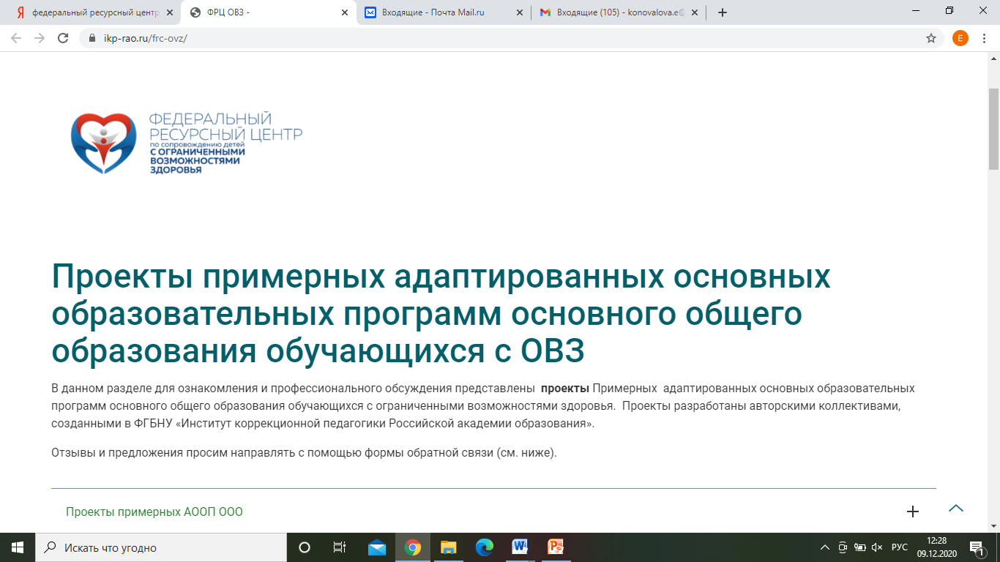 федеральный ресурсный центр
ФРЦ ОВЗ -
Входящие - Почта Mail.ru
Входящие (105) - konovalova.e@
ikp-rao.ru/frc-ovz/
E
ФЕДЕРАЛЬНЫЙ
РЕСУРСНЫЙ ЦЕНТР
по сопровождению детей
С ОГРАНИЧЕННЫМИ
ВОЗМОЖНОСТЯМИ
ЗДОРОВЬЯ
Проекты примерных адаптированных основных
образовательных программ основного общего
образования обучающихся с ОВЗ
В данном разделе для ознакомления и профессионального обсуждения представлены проекты Примерных адаптированных основных образовательных
программ основного общего образования обучающихся с ограниченными возможностями здоровья. Проекты разработаны авторскими коллективами,
созданными в ФГБНУ «Институт коррекционной педагогики Российской академии образования».
Отзывы и предложения просим направлять с помощью формы обратной связи (см. ниже).
Проекты примерных АООП ООО
Искать что угодно
РУС
12:28
09.12.2020
1